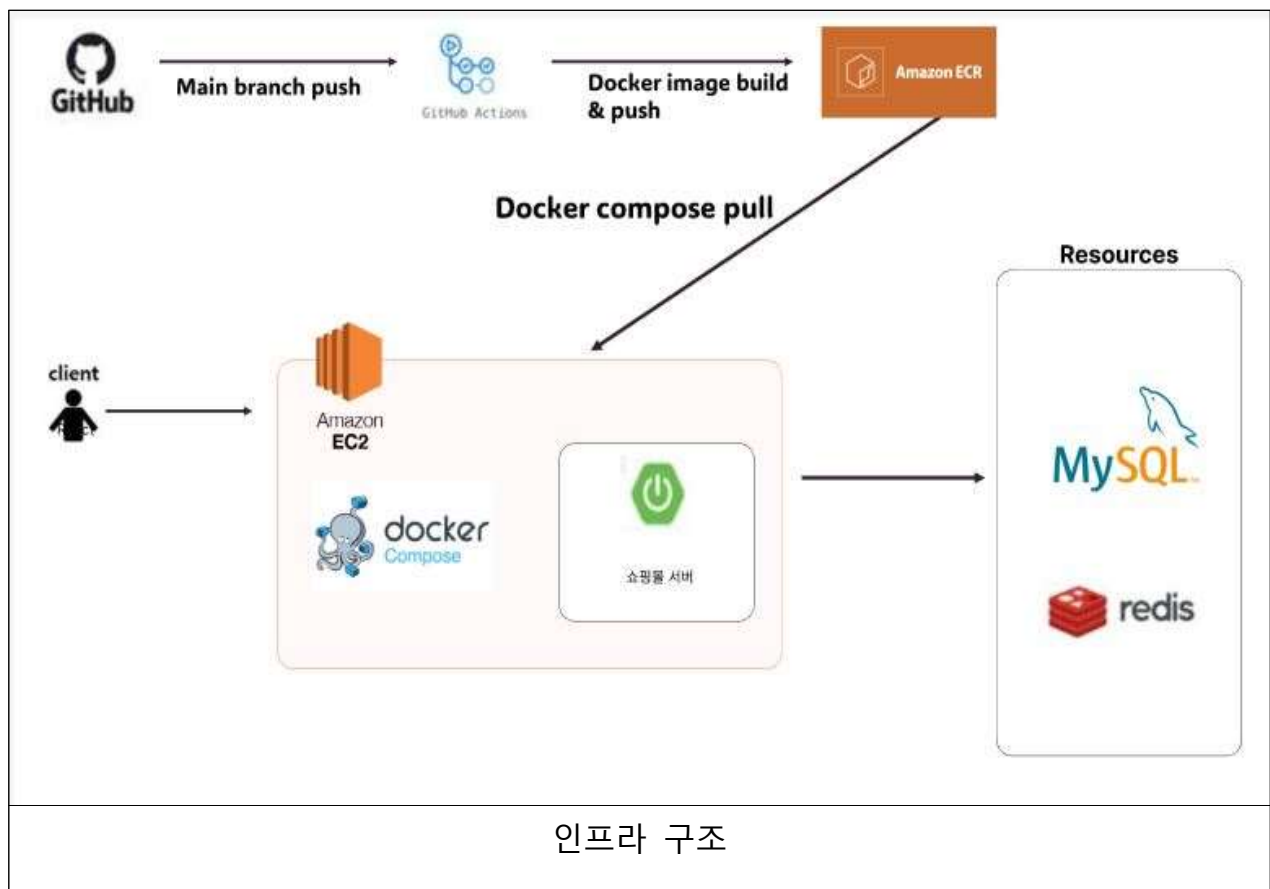 GitHub
Main branch push
GitHub Actions
Docker image build
& push
Amazon ECR
Docker compose pull
Resources
client
Amazon
EC2
docker
Compose
쇼핑몰 서버
MySQL
redis
인프라 구조